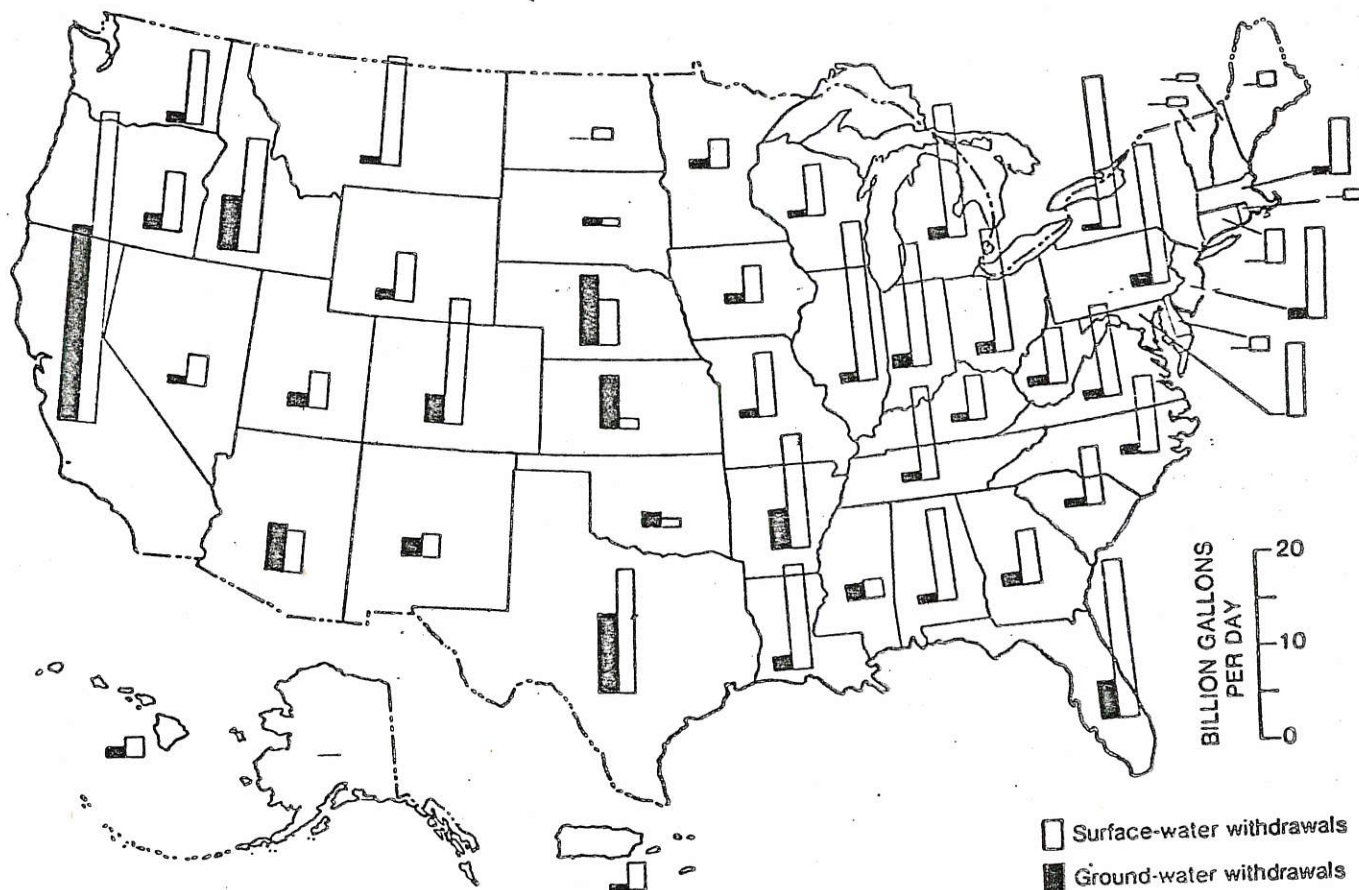 BILLION GALLONS
PER DAY
20
10
0
Surface-water withdrawals
Ground-water withdrawals